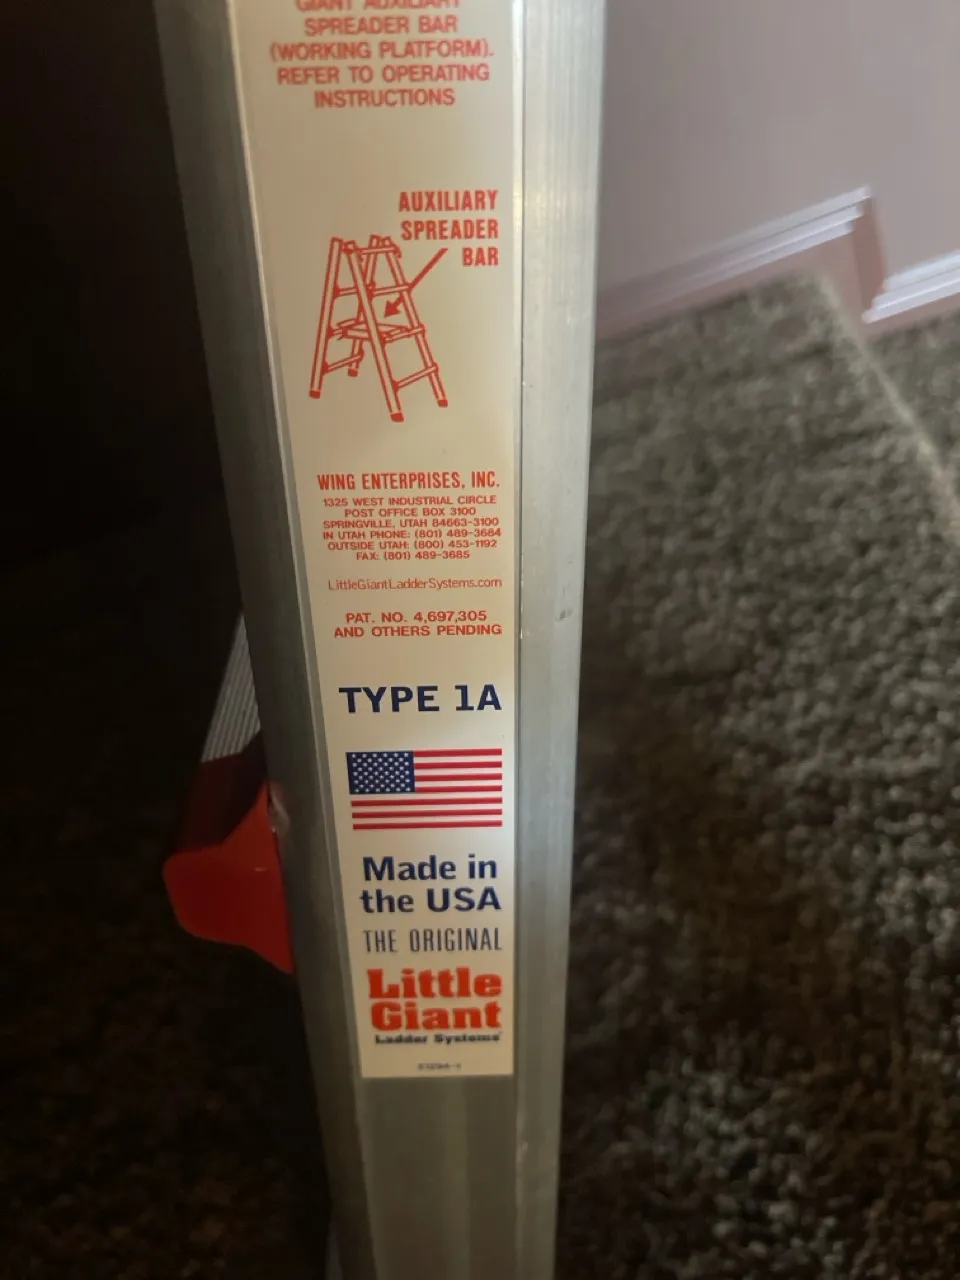 GIANT AUXILIARY
SPREADER BAR
(WORKING PLATFORM).
REFER TO OPERATING
INSTRUCTIONS
AUXILIARY
SPREADER
BAR
WING ENTERPRISES, INC.
1325 WEST INDUSTRIAL CIRCLE
POST OFFICE BOX 3100
SPRINGVILLE, UTAH 84663-3100
IN UTAH PHONE: (801) 489-3684
OUTSIDE UTAH: (800) 453-1192
FAX: (801) 489-3685
LittleGiantLadderSystems.com
PAT. NO. 4,697,305
AND OTHERS PENDING
TYPE 1A
Made in
the USA
THE ORIGINAL
Little
Giant
Ladder Systems